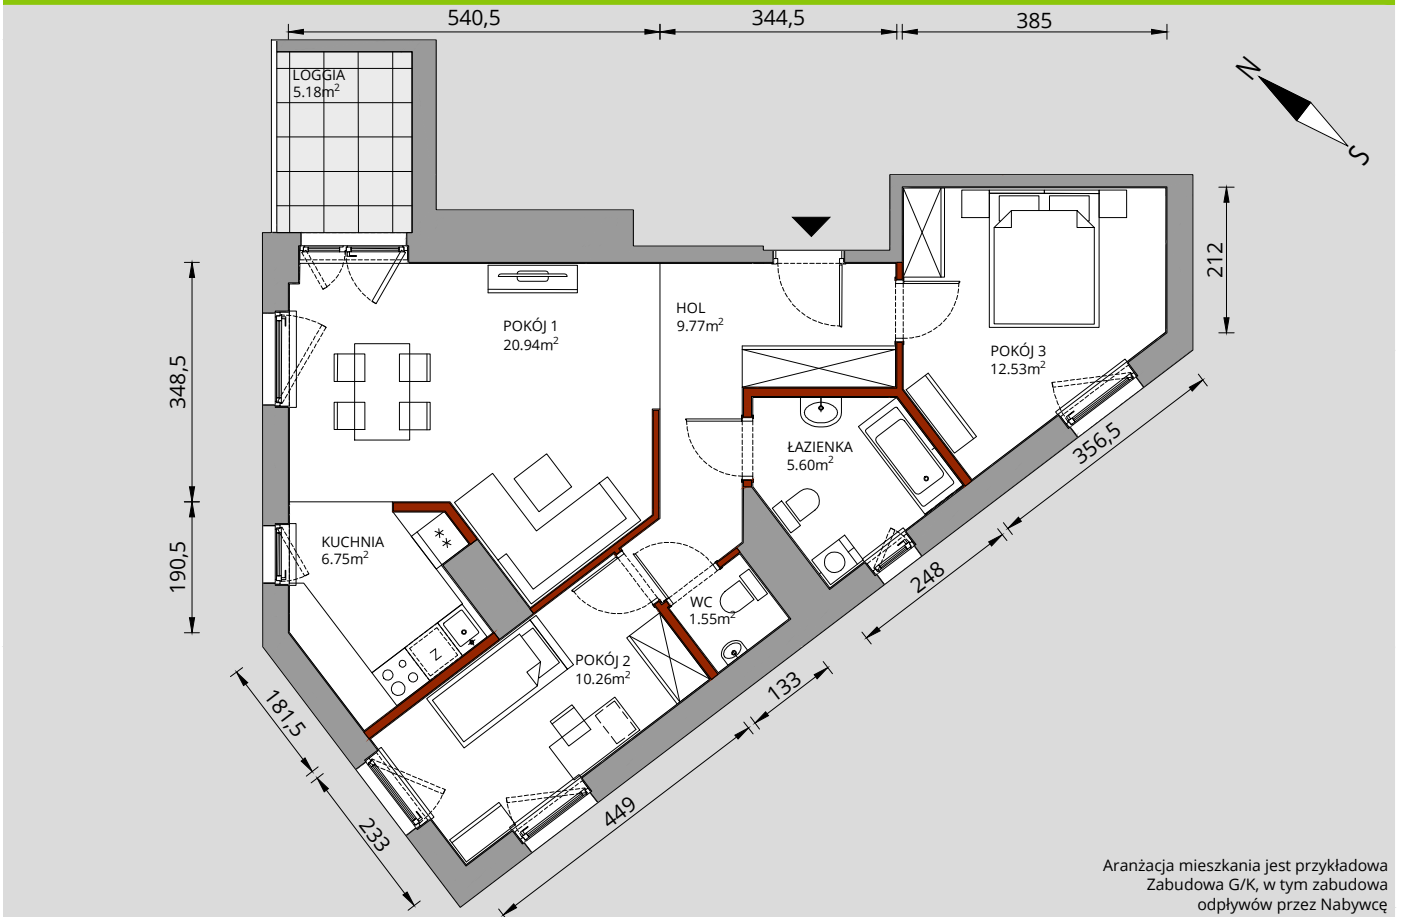 540,5
344,5
385
LOGGIA
5.18m²
N
S
212
HOL
9.77m²
POKÓJ 1
20.94m²
POKÓJ 3
12.53m²
348,5
356,5
ŁAZIENKA
5.60m²
KUCHNIA
6.75m²
190,5
248
WC
1.55m²
Z
POKÓJ 2
10.26m²
133
181,5
449
233
Aranżacja mieszkania jest przykładowa
Zabudowa G/K, w tym zabudowa
odpływów przez Nabywcę